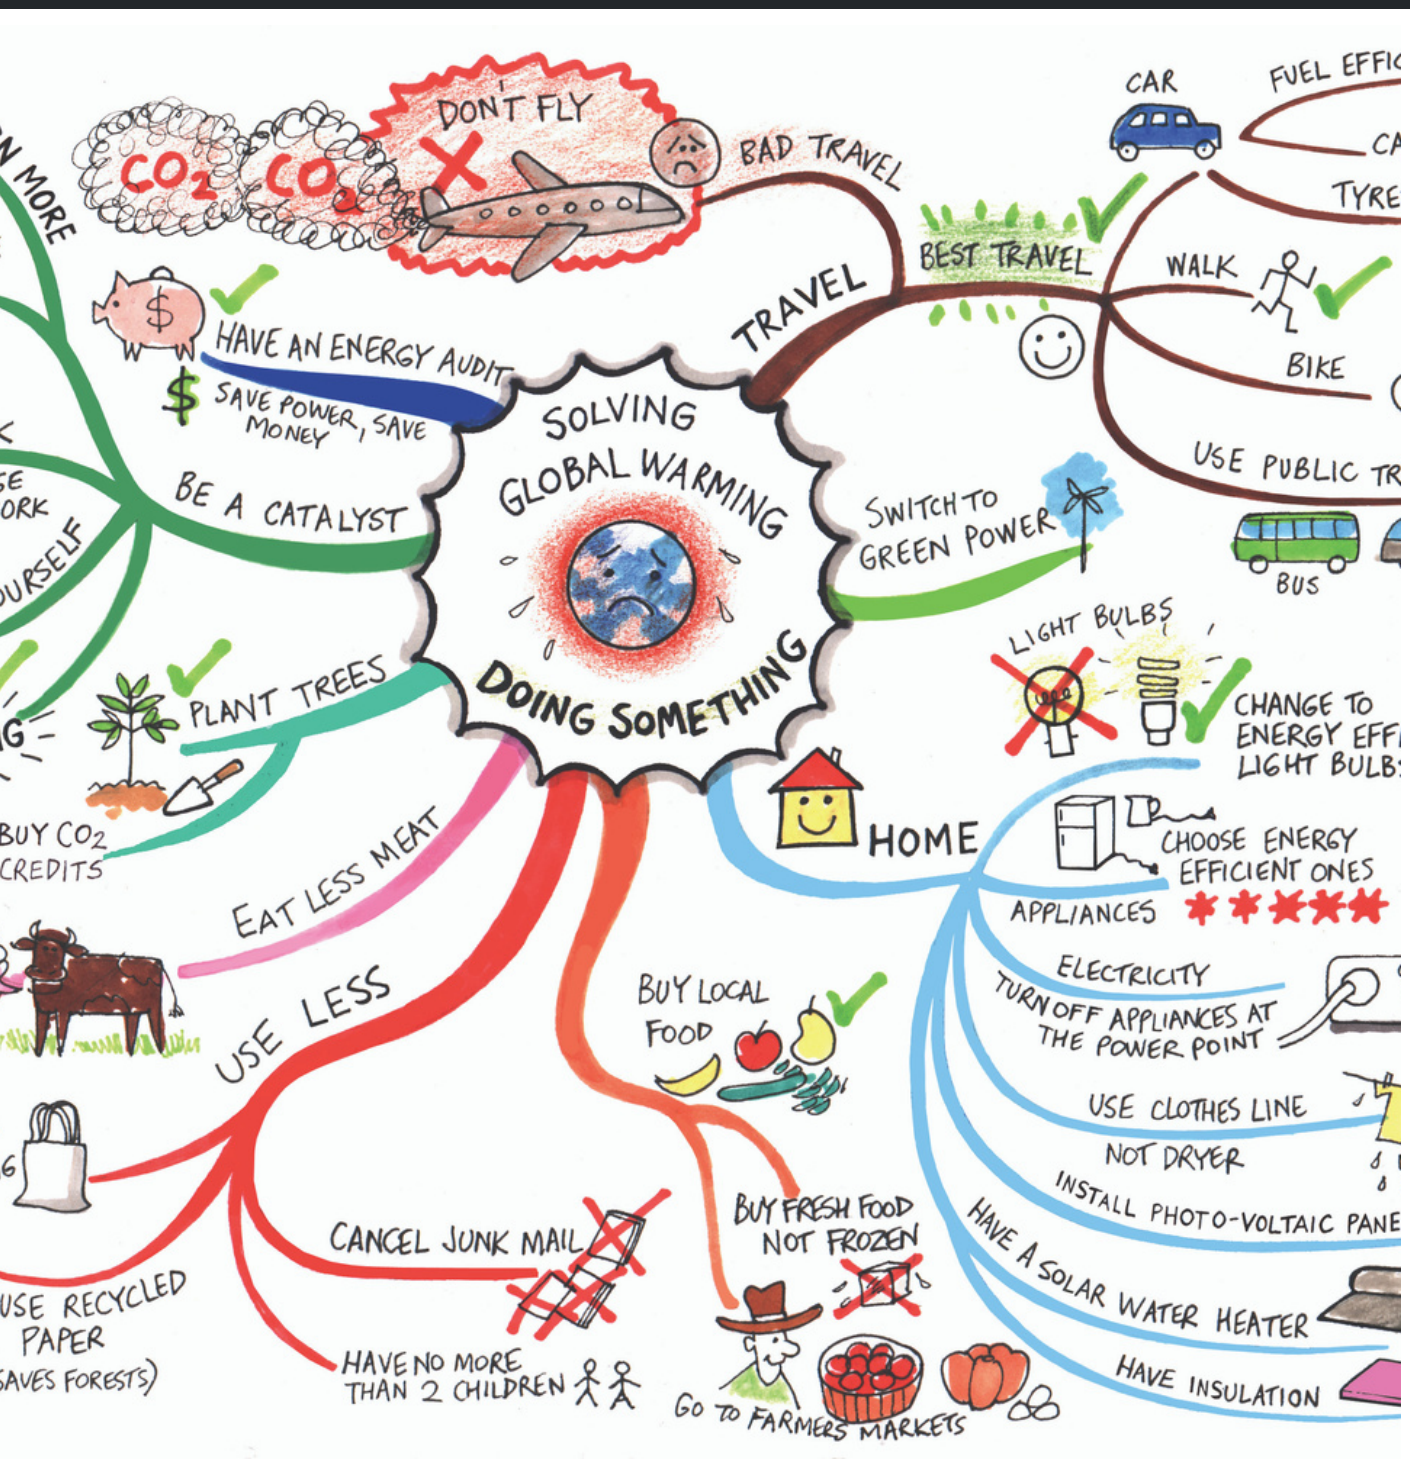 SOLVING
GLOBAL WARMING
DOING SOMETHING
TRAVEL
BAD TRAVEL
DON'T FLY
CO2
CO2
BEST TRAVEL
CAR
FUEL
TYRE
WALK
BIKE
USE PUBLIC
BUS
SWITCH TO
GREEN POWER
HOME
LIGHT BULBS
CHANGE TO
ENERGY
LIGHT BULBS
CHOOSE ENERGY
EFFICIENT ONES
APPLIANCES
ELECTRICITY
TURN OFF APPLIANCES AT
THE POWER POINT
USE CLOTHES LINE
NOT DRYER
INSTALL PHOTO-VOLTAIC PANE
HAVE A SOLAR WATER HEATER
HAVE INSULATION
BUY LOCAL
FOOD
BUY FRESH FOOD
NOT FROZEN
GO TO FARMERS MARKETS
USE LESS
CANCEL JUNK MAIL
HAVE NO MORE
THAN 2 CHILDREN
USE RECYCLED
PAPER
SAVES FORESTS)
EAT LESS MEAT
PLANT TREES
BUY CO2
CREDITS
BE A CATALYST
MORE
OURSELF
ORK
HAVE AN ENERGY AUDIT
$
$
SAVE POWER, SAVE
MONEY